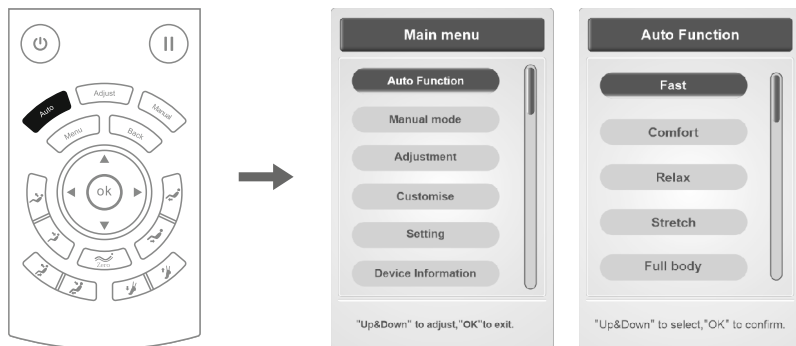 Auto
Adjust
Manual
Menu
Back
ok
Zero
Main menu
Auto Function
Manual mode
Adjustment
Customise
Setting
Device Information
"Up&Down" to adjust,"OK"to exit.
Auto Function
Fast
Comfort
Relax
Stretch
Full body
"Up&Down" to select,"OK" to confirm.